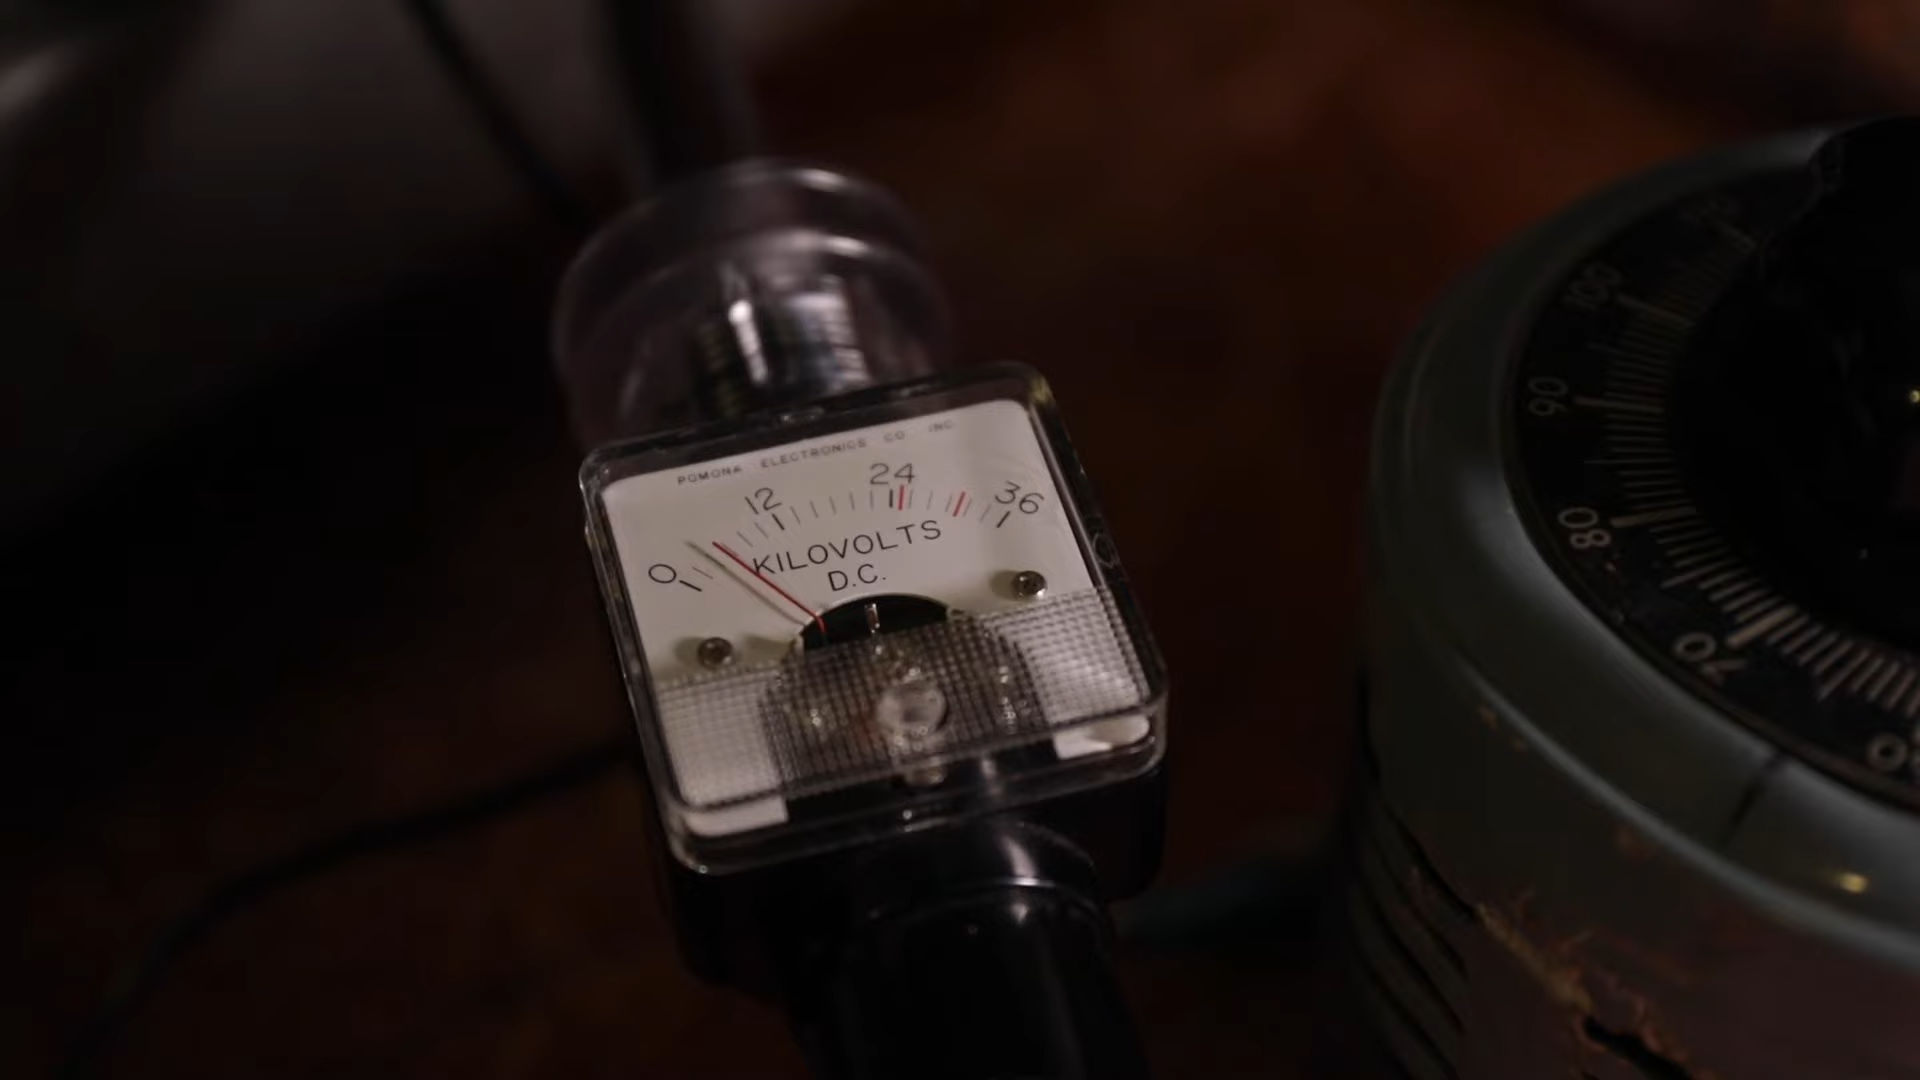 POMONA ELECTRONICS CO. INC.
0 12 24 36
KILOVOLTS
D.C.
100
90
80
70